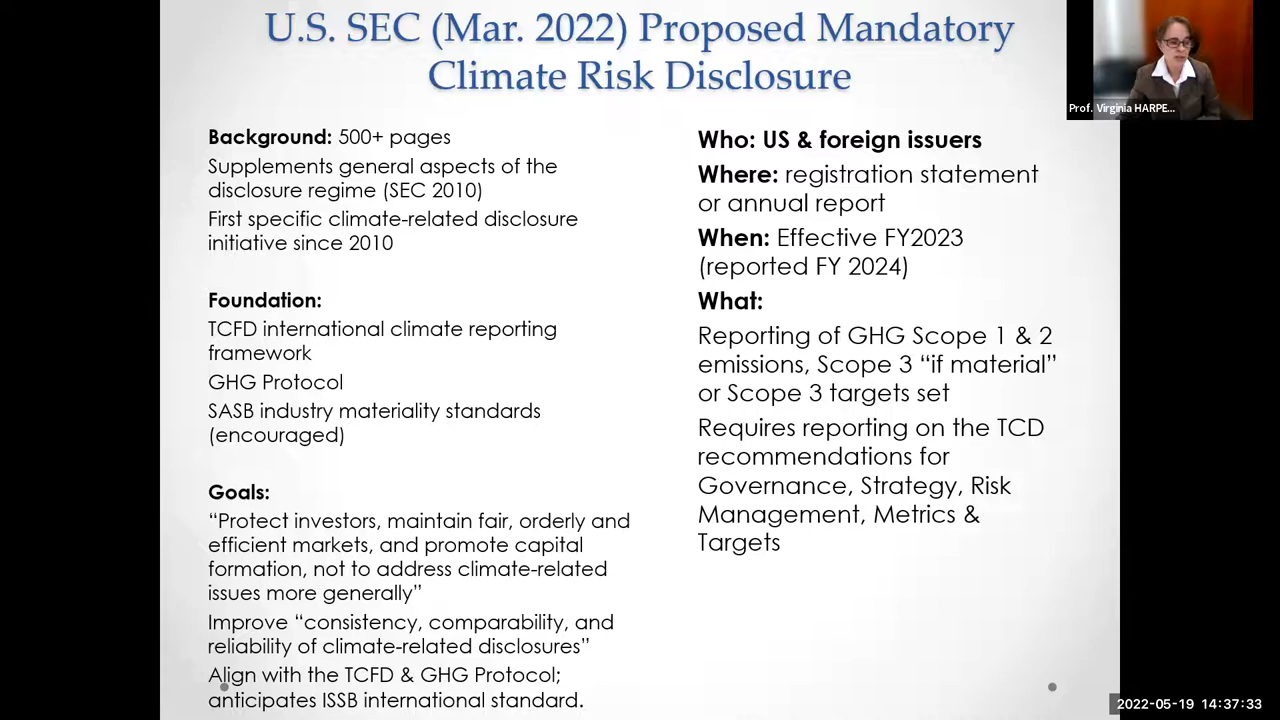 U.S. SEC (Mar. 2022) Proposed Mandatory
Climate Risk Disclosure
Background: 500+ pages
Supplements general aspects of the
disclosure regime (SEC 2010)
First specific climate-related disclosure
initiative since 2010
Foundation:
TCFD international climate reporting
framework
GHG Protocol
SASB industry materiality standards
(encouraged)
Goals:
“Protect investors, maintain fair, orderly and
efficient markets, and promote capital
formation, not to address climate-related
issues more generally”
Improve “consistency, comparability, and
reliability of climate-related disclosures”
Align with the TCFD & GHG Protocol;
anticipates ISSB international standard.
Who: US & foreign issuers
Where: registration statement
or annual report
When: Effective FY2023
(reported FY 2024)
What:
Reporting of GHG Scope 1 & 2
emissions, Scope 3 “if material”
or Scope 3 targets set
Requires reporting on the TCD
recommendations for
Governance, Strategy, Risk
Management, Metrics &
Targets
Prof. Virginia HARPE...
2022-05-19 14:37:33